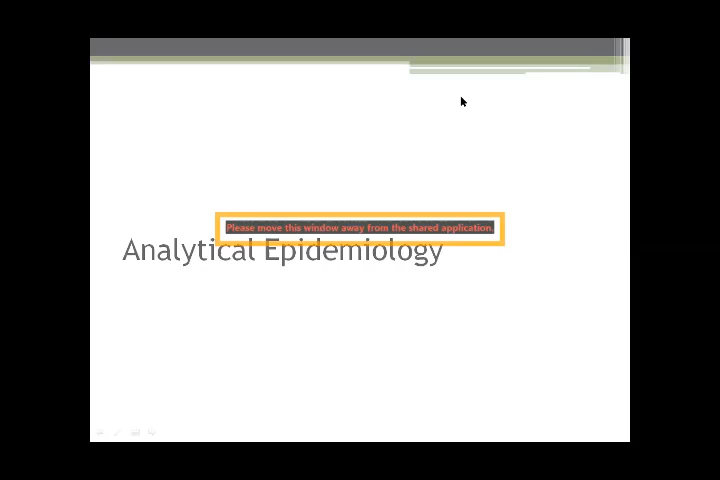 Please move this window away from the shared application.
Analytical Epidemiology